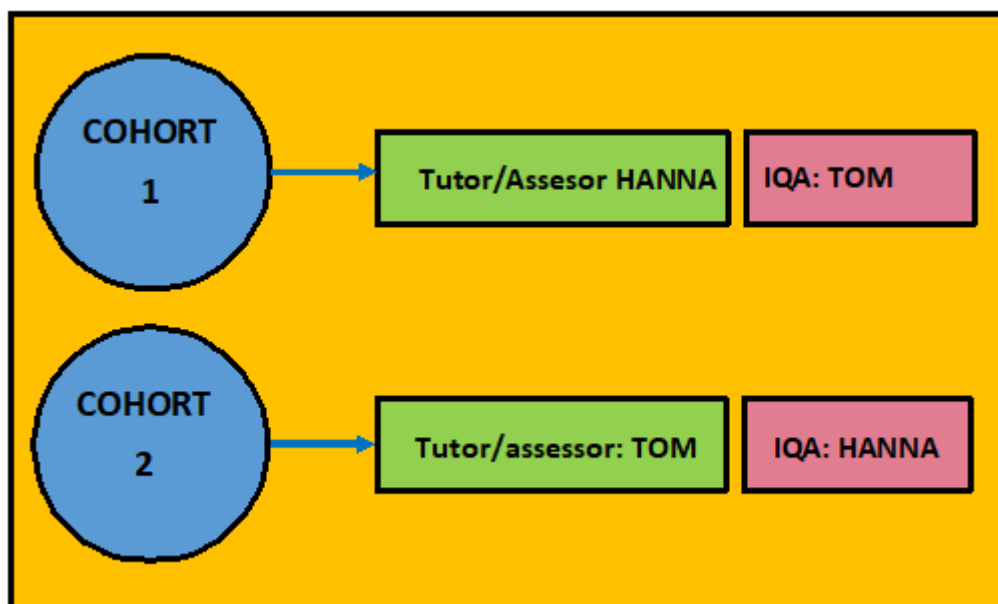 COHORT
1
Tutor/Assesor HANNA
IQA: TOM
COHORT
2
Tutor/assessor: TOM
IQA: HANNA